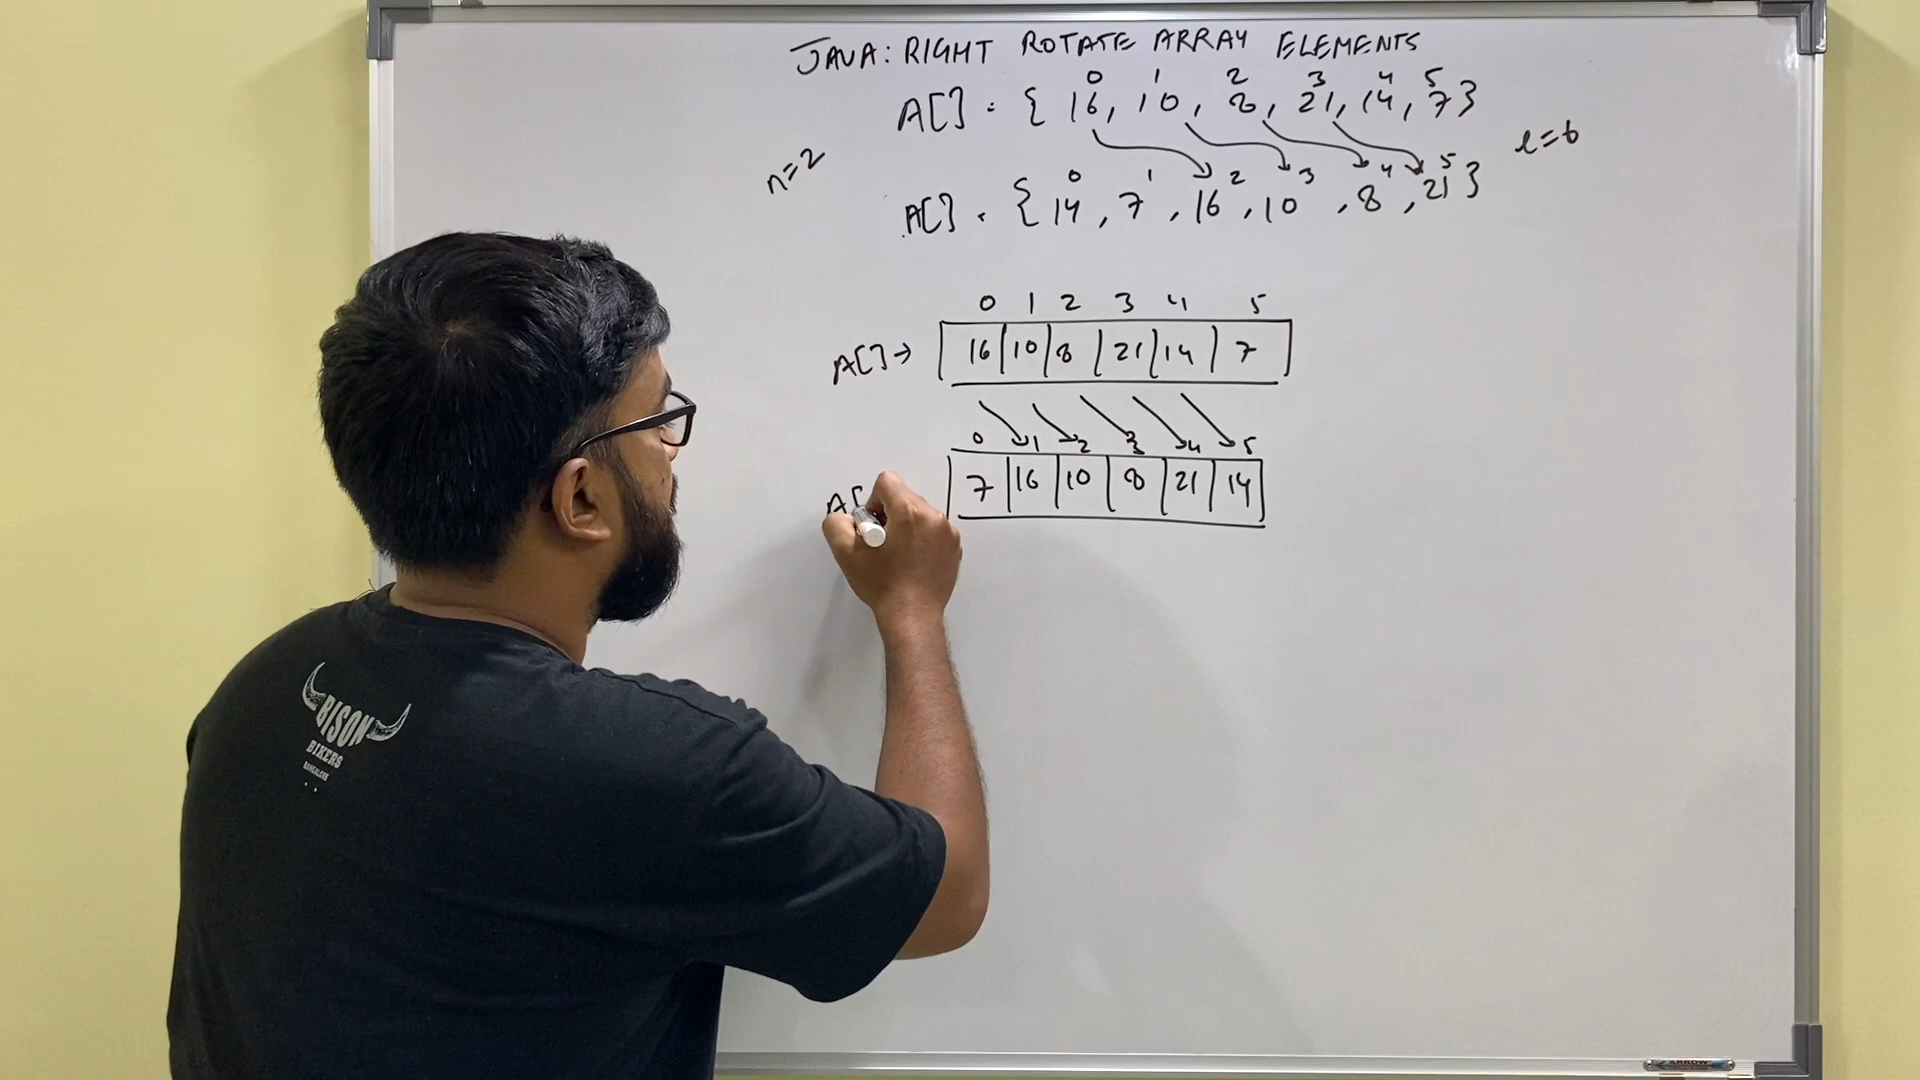 JAVA: RIGHT ROTATE ARRAY ELEMENTS
0 1 2 3 4 5
A[] = { 16, 10, 8, 21, 14, 7 }
n=2
l=6
0 1 2 3 4 5
A[] = { 14, 7, 16, 10, 8, 21 }
0 1 2 3 4 5
A[] → 16 10 8 21 14 7
0 1 2 3 4 5
A[ 7 16 10 8 21 14
BISON
BIKERS
BANGALORE
ARROW